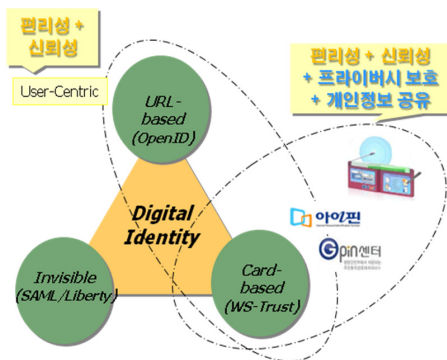 편리성 +
신뢰성
User-Centric
편리성 + 신뢰성
+ 프라이버시 보호
+ 개인정보 공유
URL-
based
(OpenID)
Digital
Identity
아이핀
Gpin센터
Invisible
(SAML/Liberty)
Card-
based
(WS-Trust)